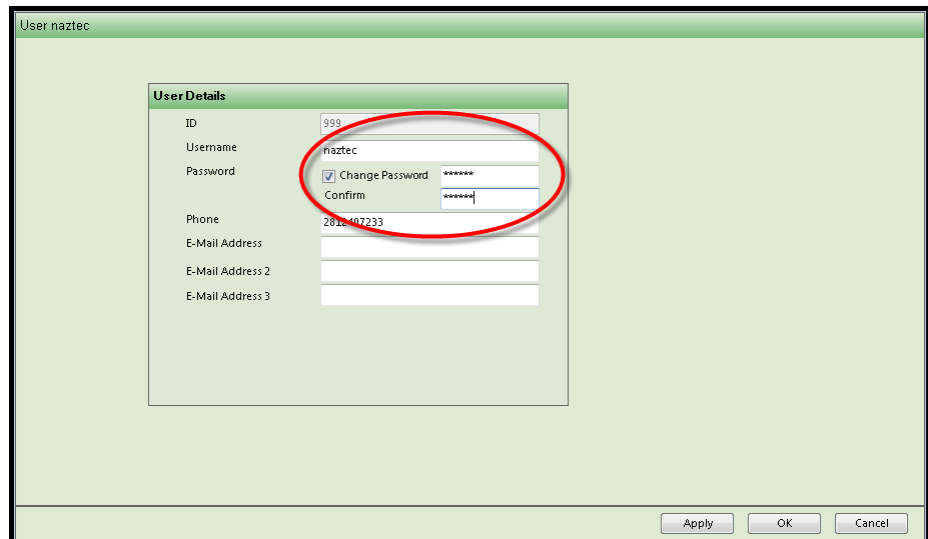 User naztec
User Details
ID 999
Username naztec
Password Change Password ******
Confirm ******
Phone 2812407233
E-Mail Address
E-Mail Address 2
E-Mail Address 3
Apply OK Cancel